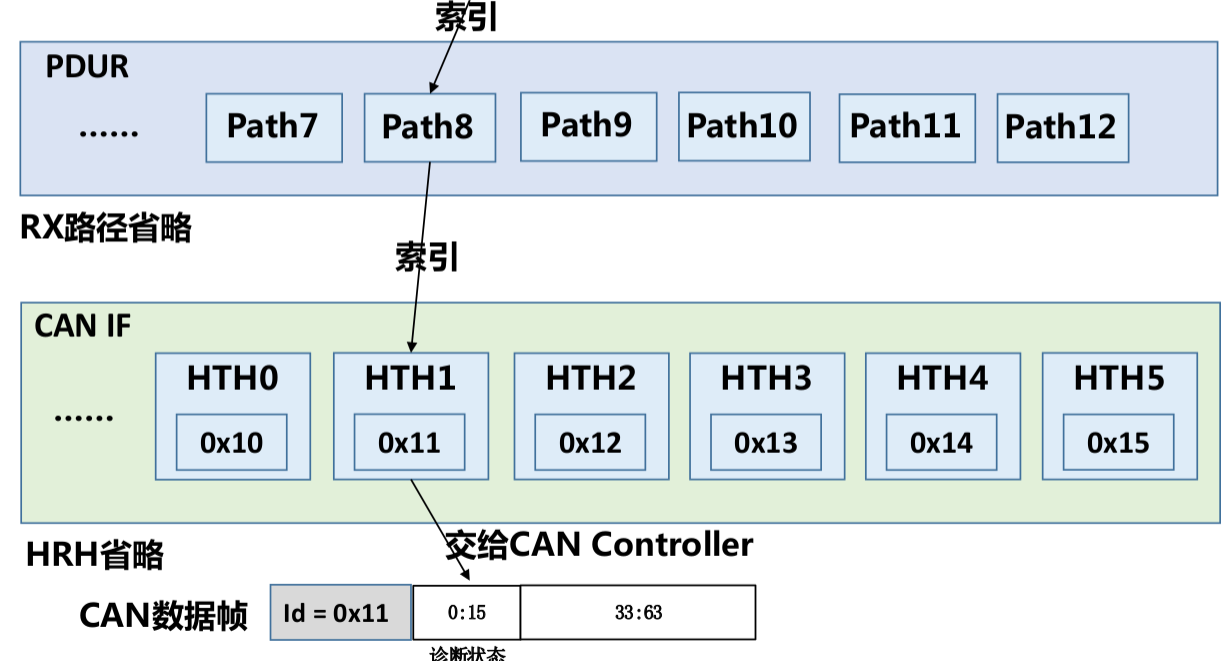 索引
PDUR
...... Path7 Path8 Path9 Path10 Path11 Path12
RX路径省略
索引
CAN IF
HTH0 HTH1 HTH2 HTH3 HTH4 HTH5
......
0x10 0x11 0x12 0x13 0x14 0x15
交给CAN Controller
HRH省略
CAN数据帧 Id = 0x11 0:15 33:63
诊断状态